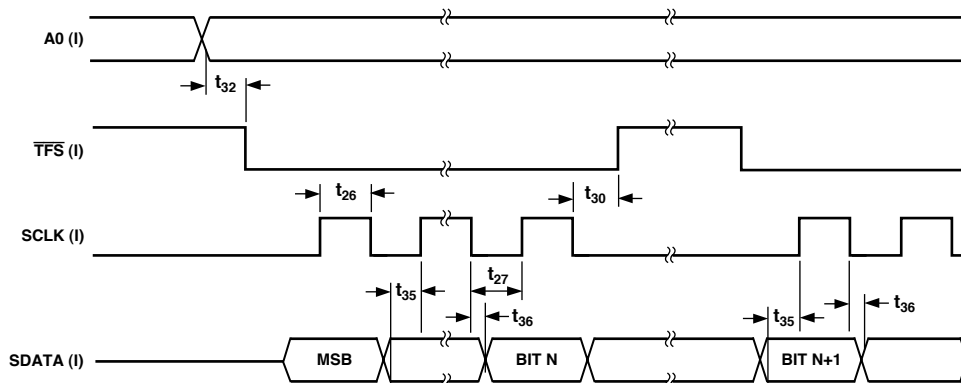 A0 (I)
t32
TFS (I)
t26
t30
SCLK (I)
t27
t35
t36
t35
t36
SDATA (I)
MSB
BIT N
BIT N+1